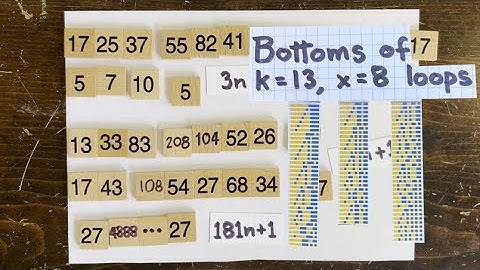 17 25 37 55 82 41 Bottoms of 17
5 7 10 5 3n k=13, x=8 loops
13 33 83 208 104 52 26 n+1
17 43 108 54 27 68 34 7
27 4888 ••• 27 181n+1